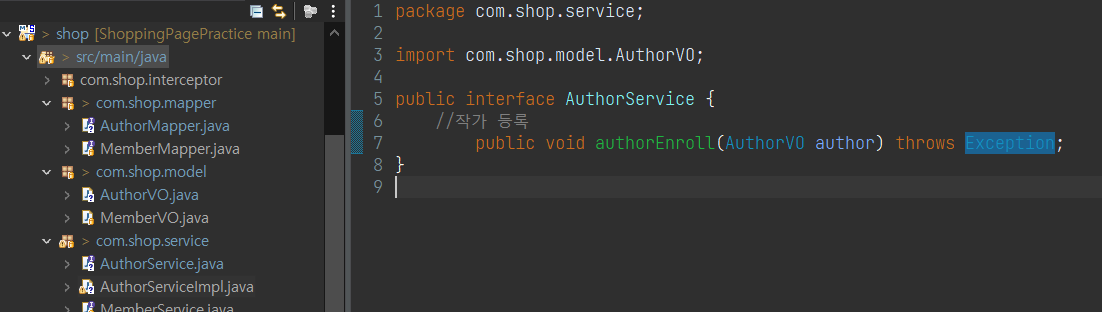 shop [ShoppingPagePractice main]
src/main/java
com.shop.interceptor
com.shop.mapper
AuthorMapper.java
MemberMapper.java
com.shop.model
AuthorVO.java
MemberVO.java
com.shop.service
AuthorService.java
AuthorServiceImpl.java
MemberService.java
1 package com.shop.service;
2
3 import com.shop.model.AuthorVO;
4
5 public interface AuthorService {
6 //작가 등록
7 public void authorEnroll(AuthorVO author) throws Exception;
8 }
9